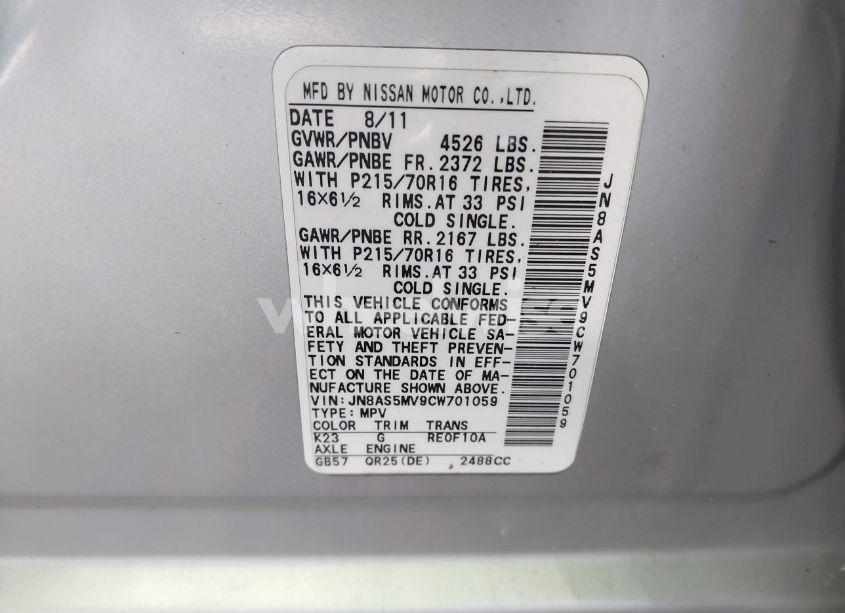 MFD BY NISSAN MOTOR CO.,LTD.
DATE 8/11
GVWR/PNBV 4526 LBS.
GAWR/PNBE FR. 2372 LBS.
WITH P215/70R16 TIRES,
16×6½ RIMS. AT 33 PSI
COLD SINGLE.
GAWR/PNBE RR. 2167 LBS.
WITH P215/70R16 TIRES,
16×6½ RIMS. AT 33 PSI
COLD SINGLE.
THIS VEHICLE CONFORMS
TO ALL APPLICABLE FED-
ERAL MOTOR VEHICLE SA-
FETY AND THEFT PREVEN-
TION STANDARDS IN EFF-
ECT ON THE DATE OF MA-
NUFACTURE SHOWN ABOVE.
VIN: JN8AS5MV9CW701059
TYPE: MPV
COLOR TRIM TRANS
K23 G RE0F10A
AXLE ENGINE
GB57 QR25(DE) 2488CC
JN8AS5MV9CW701059